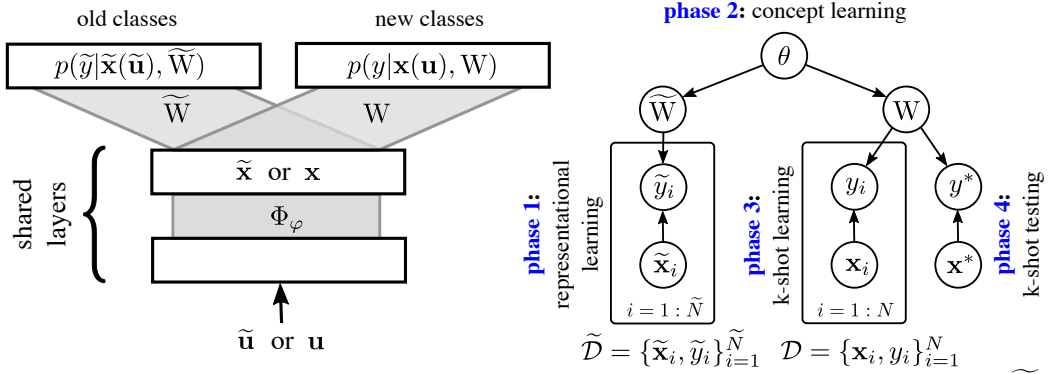 old classes
new classes
p(ỹ|x̃(ũ), W̃)
p(y|x(u), W)
W̃
W
shared layers
x̃ or x
Φ_φ
ũ or u
phase 2: concept learning
θ
W̃
W
phase 1:
representational
learning
ỹ_i
x̃_i
i = 1 : Ñ
phase 3:
k-shot learning
y_i
x_i
i = 1 : N
y*
x*
phase 4:
k-shot testing
D̃ = {x̃_i, ỹ_i}_{i=1}^{Ñ}
D = {x_i, y_i}_{i=1}^{N}